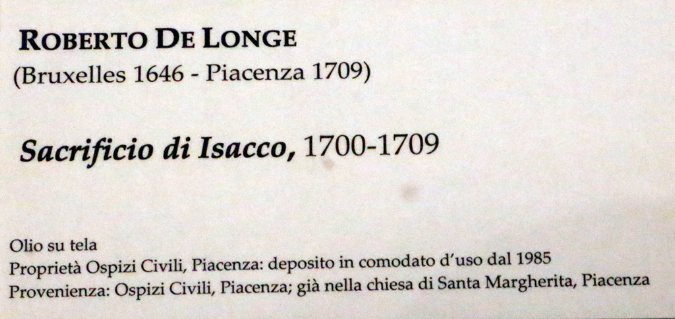 ROBERTO DE LONGE
(Bruxelles 1646 - Piacenza 1709)
Sacrificio di Isacco, 1700-1709
Olio su tela
Proprietà Ospizi Civili, Piacenza: deposito in comodato d'uso dal 1985
Provenienza: Ospizi Civili, Piacenza; già nella chiesa di Santa Margherita, Piacenza